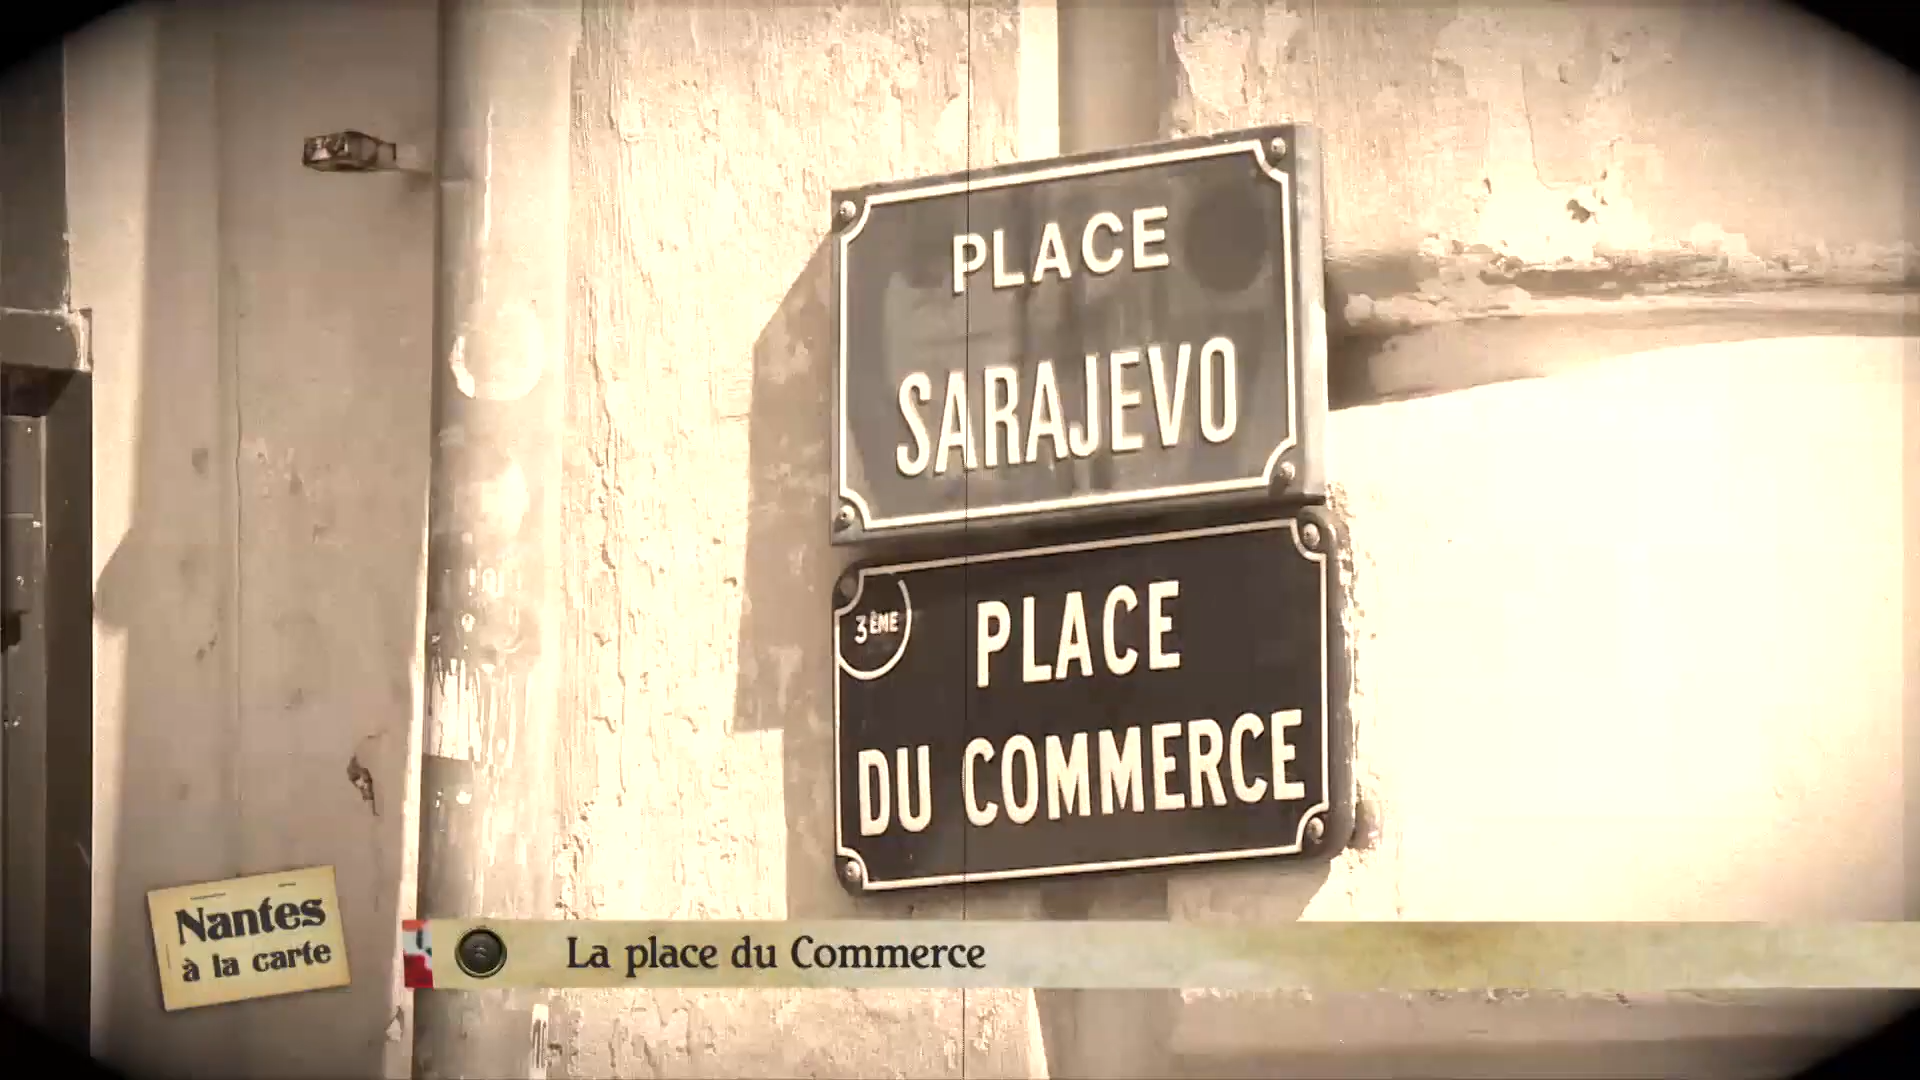 PLACE
SARAJEVO
3ÈME
PLACE
DU COMMERCE
Nantes
à la carte
La place du Commerce